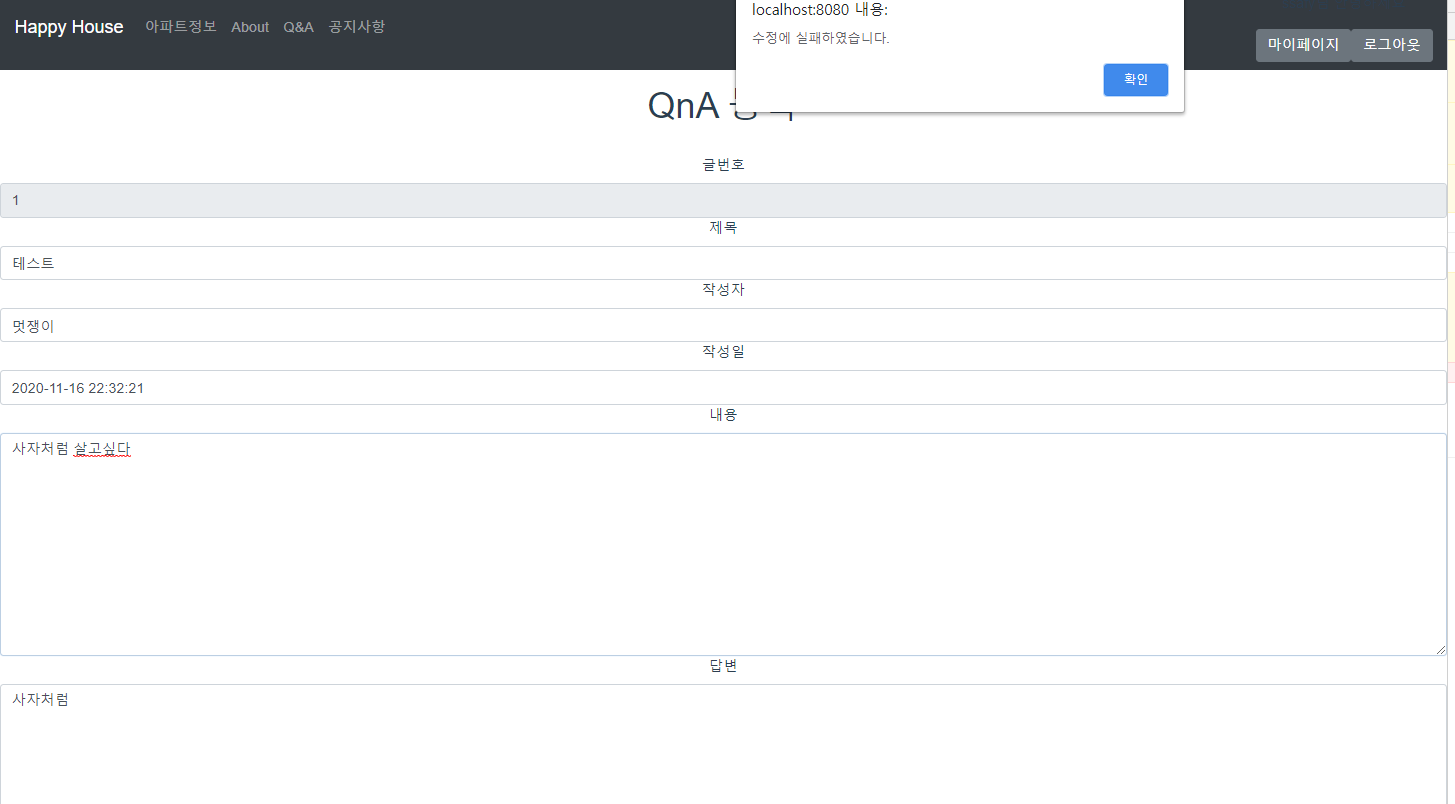 Happy House 아파트정보 About Q&A 공지사항
localhost:8080 내용:
수정에 실패하였습니다.
확인
마이페이지 로그아웃
QnA
글번호
1
제목
테스트
작성자
멋쟁이
작성일
2020-11-16 22:32:21
내용
사자처럼 살고싶다
답변
사자처럼